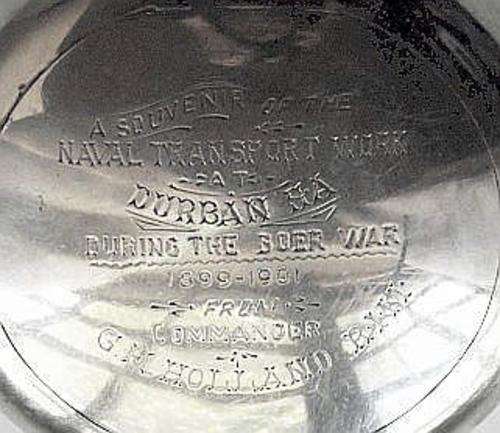 A SOUVENIR OF THE
NAVAL TRANSPORT WORK
AT
DURBAN
DURING THE BOER WAR
1899-1901
FROM
COMMANDER
G. M. HOLLAND